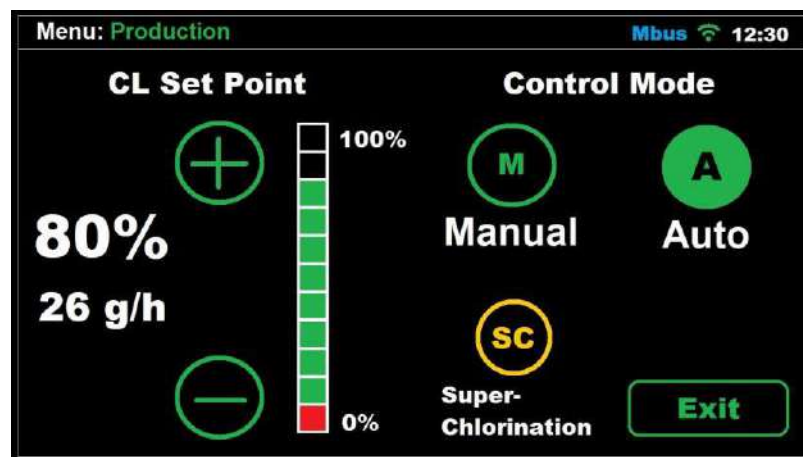 Menu: Production
Mbus 12:30
CL Set Point
Control Mode
100%
M
A
80%
Manual
Auto
26 g/h
SC
Super-
Chlorination
0%
Exit